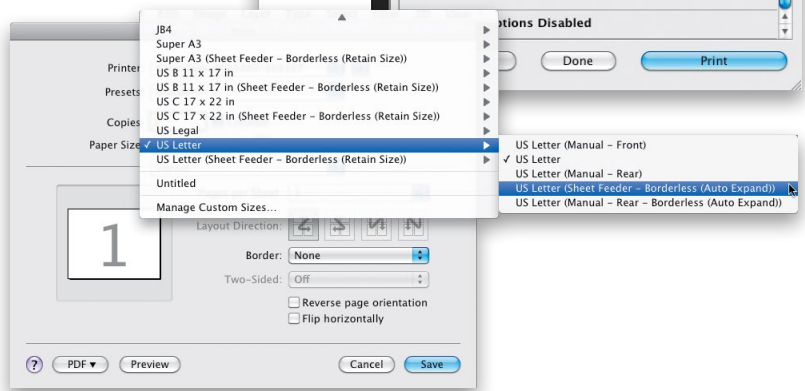 ptions Disabled
Done
Print
Printer
Presets
Copies
Paper Size
JB4
Super A3
Super A3 (Sheet Feeder – Borderless (Retain Size))
US B 11 x 17 in
US B 11 x 17 in (Sheet Feeder – Borderless (Retain Size))
US C 17 x 22 in
US C 17 x 22 in (Sheet Feeder – Borderless (Retain Size))
US Legal
✓ US Letter
US Letter (Sheet Feeder – Borderless (Retain Size))
Untitled
Manage Custom Sizes...
US Letter (Manual – Front)
✓ US Letter
US Letter (Manual – Rear)
US Letter (Sheet Feeder – Borderless (Auto Expand))
US Letter (Manual – Rear – Borderless (Auto Expand))
1
Layout Direction:
Border: None
Two-Sided: Off
Reverse page orientation
Flip horizontally
? PDF ▾ Preview Cancel Save